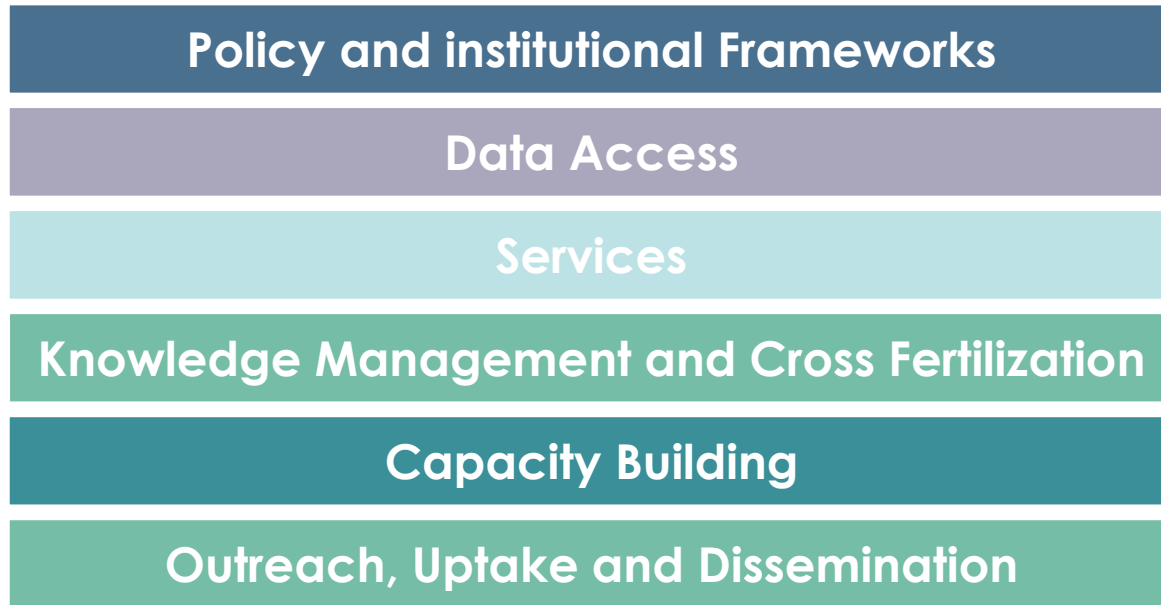 Policy and institutional Frameworks
Data Access
Services
Knowledge Management and Cross Fertilization
Capacity Building
Outreach, Uptake and Dissemination